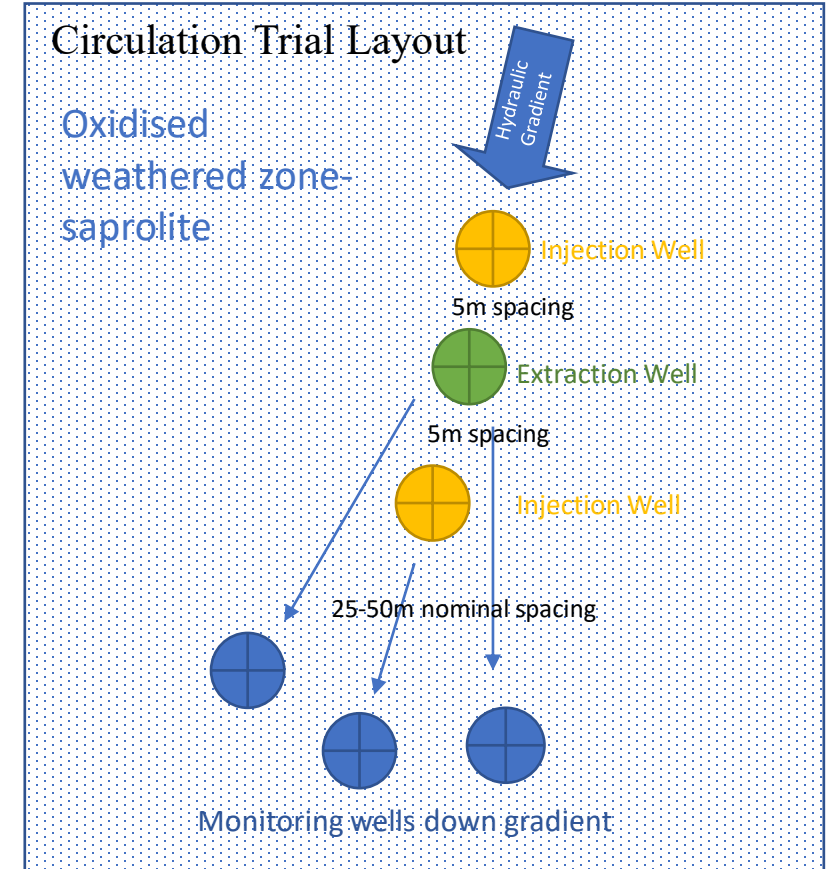 Circulation Trial Layout
Hydraulic
Gradient
Oxidised
weathered zone-
saprolite
Injection Well
5m spacing
Extraction Well
5m spacing
Injection Well
25-50m nominal spacing
Monitoring wells down gradient